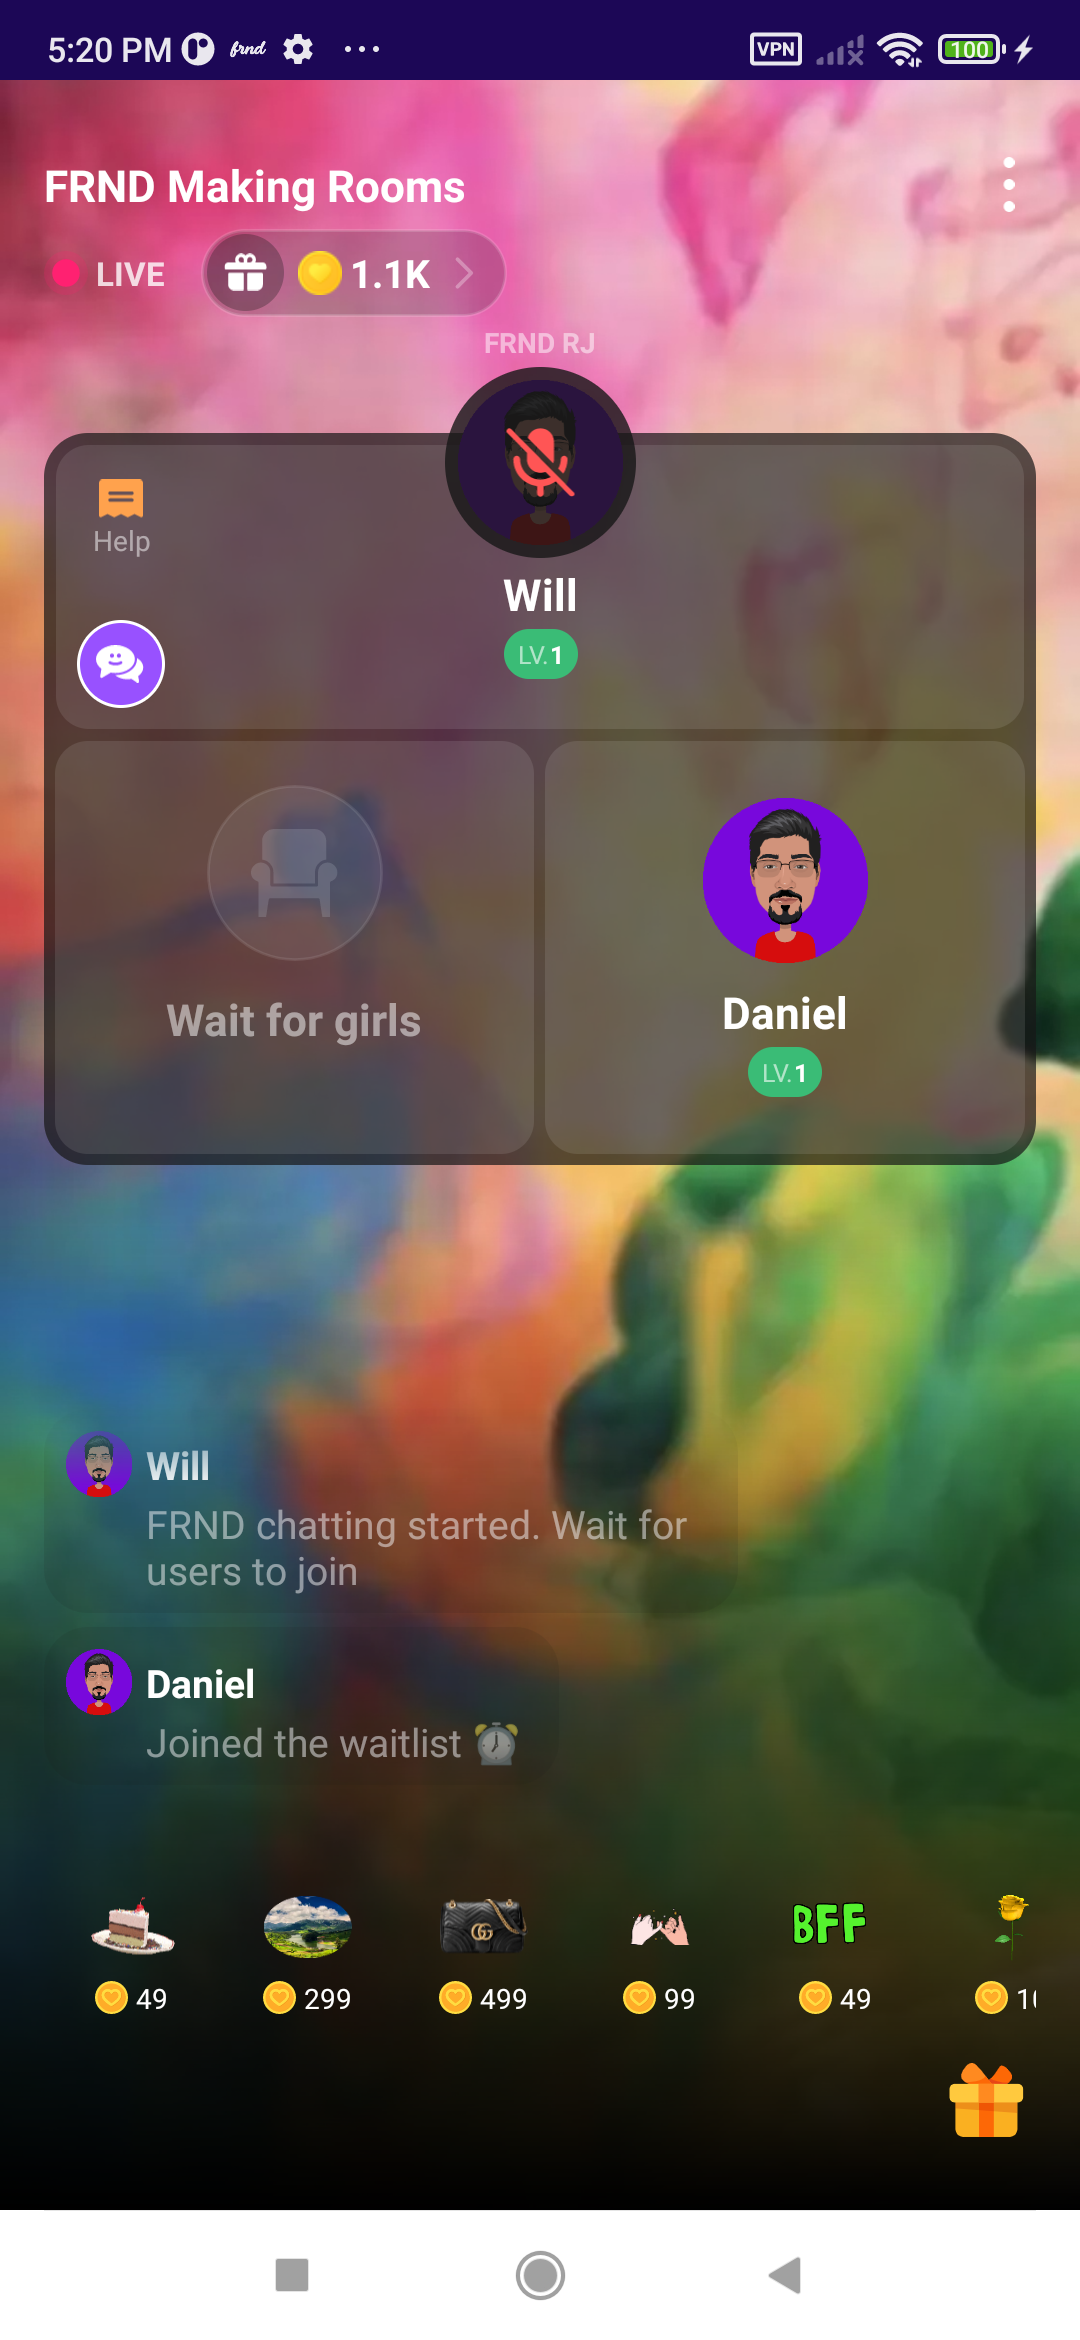 5:20 PM frnd VPN 100
FRND Making Rooms
LIVE 1.1K
FRND RJ
Help
Will
LV.1
Wait for girls
Daniel
LV.1
Will
FRND chatting started. Wait for
users to join
Daniel
Joined the waitlist
BFF
49 299 499 99 49